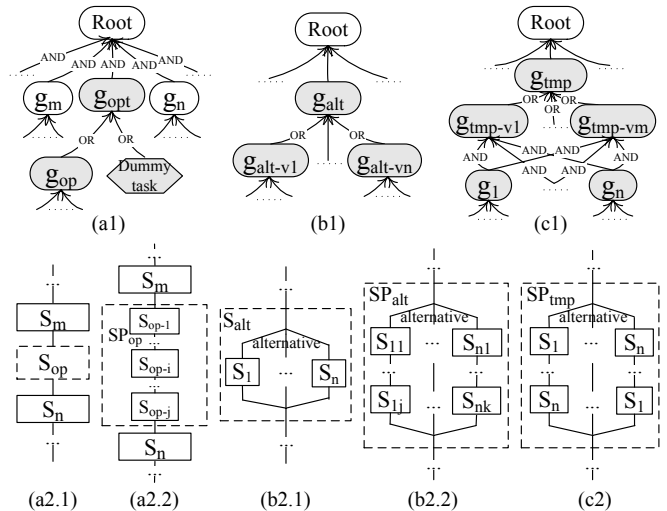 Root Root Root
AND AND AND AND
g_m g_opt g_n
OR OR
g_op Dummy task
(a1)
g_alt
OR OR
g_alt-v1 g_alt-vn
(b1)
g_tmp
OR OR OR
g_tmp-v1 g_tmp-vm
AND AND AND AND
g_1 g_n
(c1)
S_m
S_op
S_n
(a2.1)
S_m
SP_op
S_op-1
S_op-i
S_op-j
S_n
(a2.2)
S_alt
alternative
S_1 ... S_n
(b2.1)
SP_alt
alternative
S_11 ... S_n1
S_1j ... S_nk
(b2.2)
SP_tmp
alternative
S_1 ... S_n
S_n ... S_1
(c2)